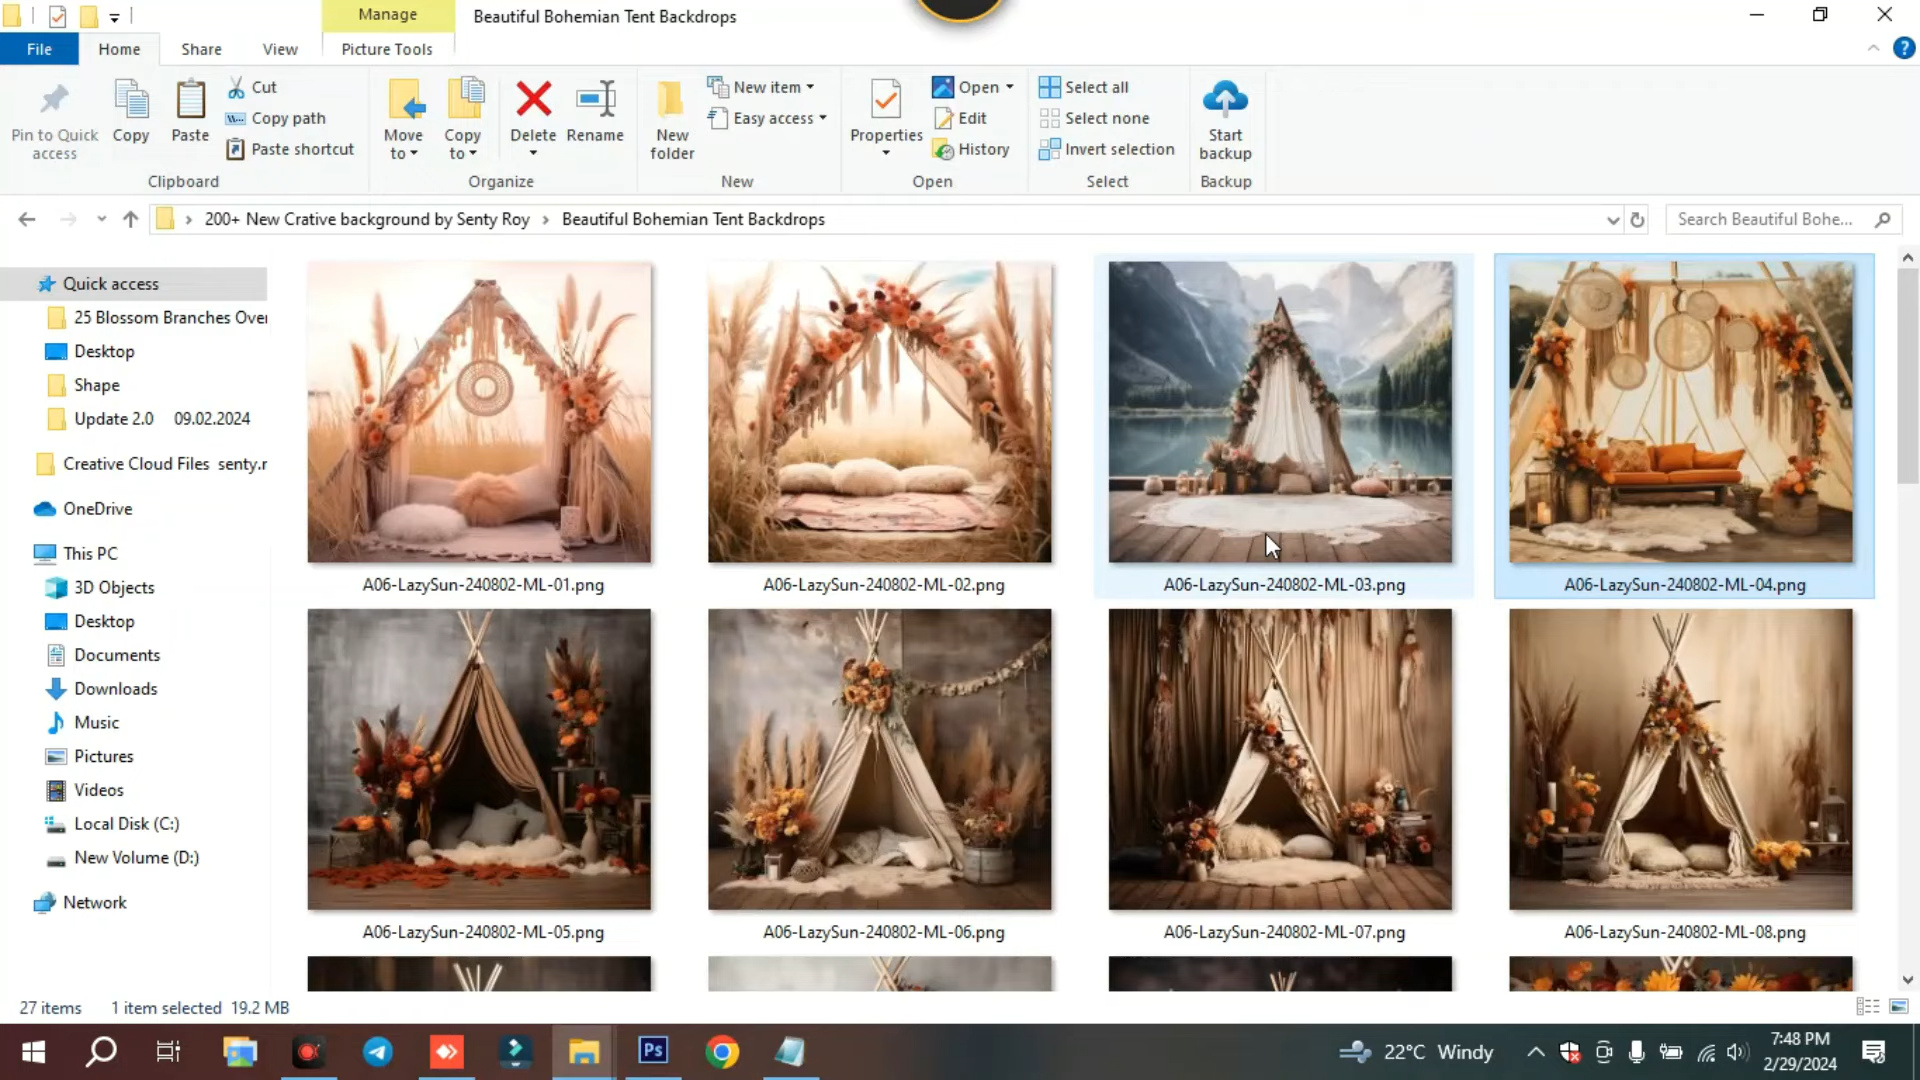 Manage
Beautiful Bohemian Tent Backdrops
File
Home
Share
View
Picture Tools
Pin to Quick access
Copy
Paste
Cut
Copy path
Paste shortcut
Clipboard
Move to
Copy to
Delete
Rename
Organize
New folder
New item
Easy access
New
Properties
Open
Edit
History
Open
Select all
Select none
Invert selection
Select
Start backup
Backup
200+ New Crative background by Senty Roy
Beautiful Bohemian Tent Backdrops
Search Beautiful Bohe...
Quick access
25 Blossom Branches Over
Desktop
Shape
Update 2.0 09.02.2024
Creative Cloud Files senty.r
OneDrive
This PC
3D Objects
Desktop
Documents
Downloads
Music
Pictures
Videos
Local Disk (C:)
New Volume (D:)
Network
A06-LazySun-240802-ML-01.png
A06-LazySun-240802-ML-02.png
A06-LazySun-240802-ML-03.png
A06-LazySun-240802-ML-04.png
A06-LazySun-240802-ML-05.png
A06-LazySun-240802-ML-06.png
A06-LazySun-240802-ML-07.png
A06-LazySun-240802-ML-08.png
27 items 1 item selected 19.2 MB
Ps
22°C Windy
7:48 PM
2/29/2024